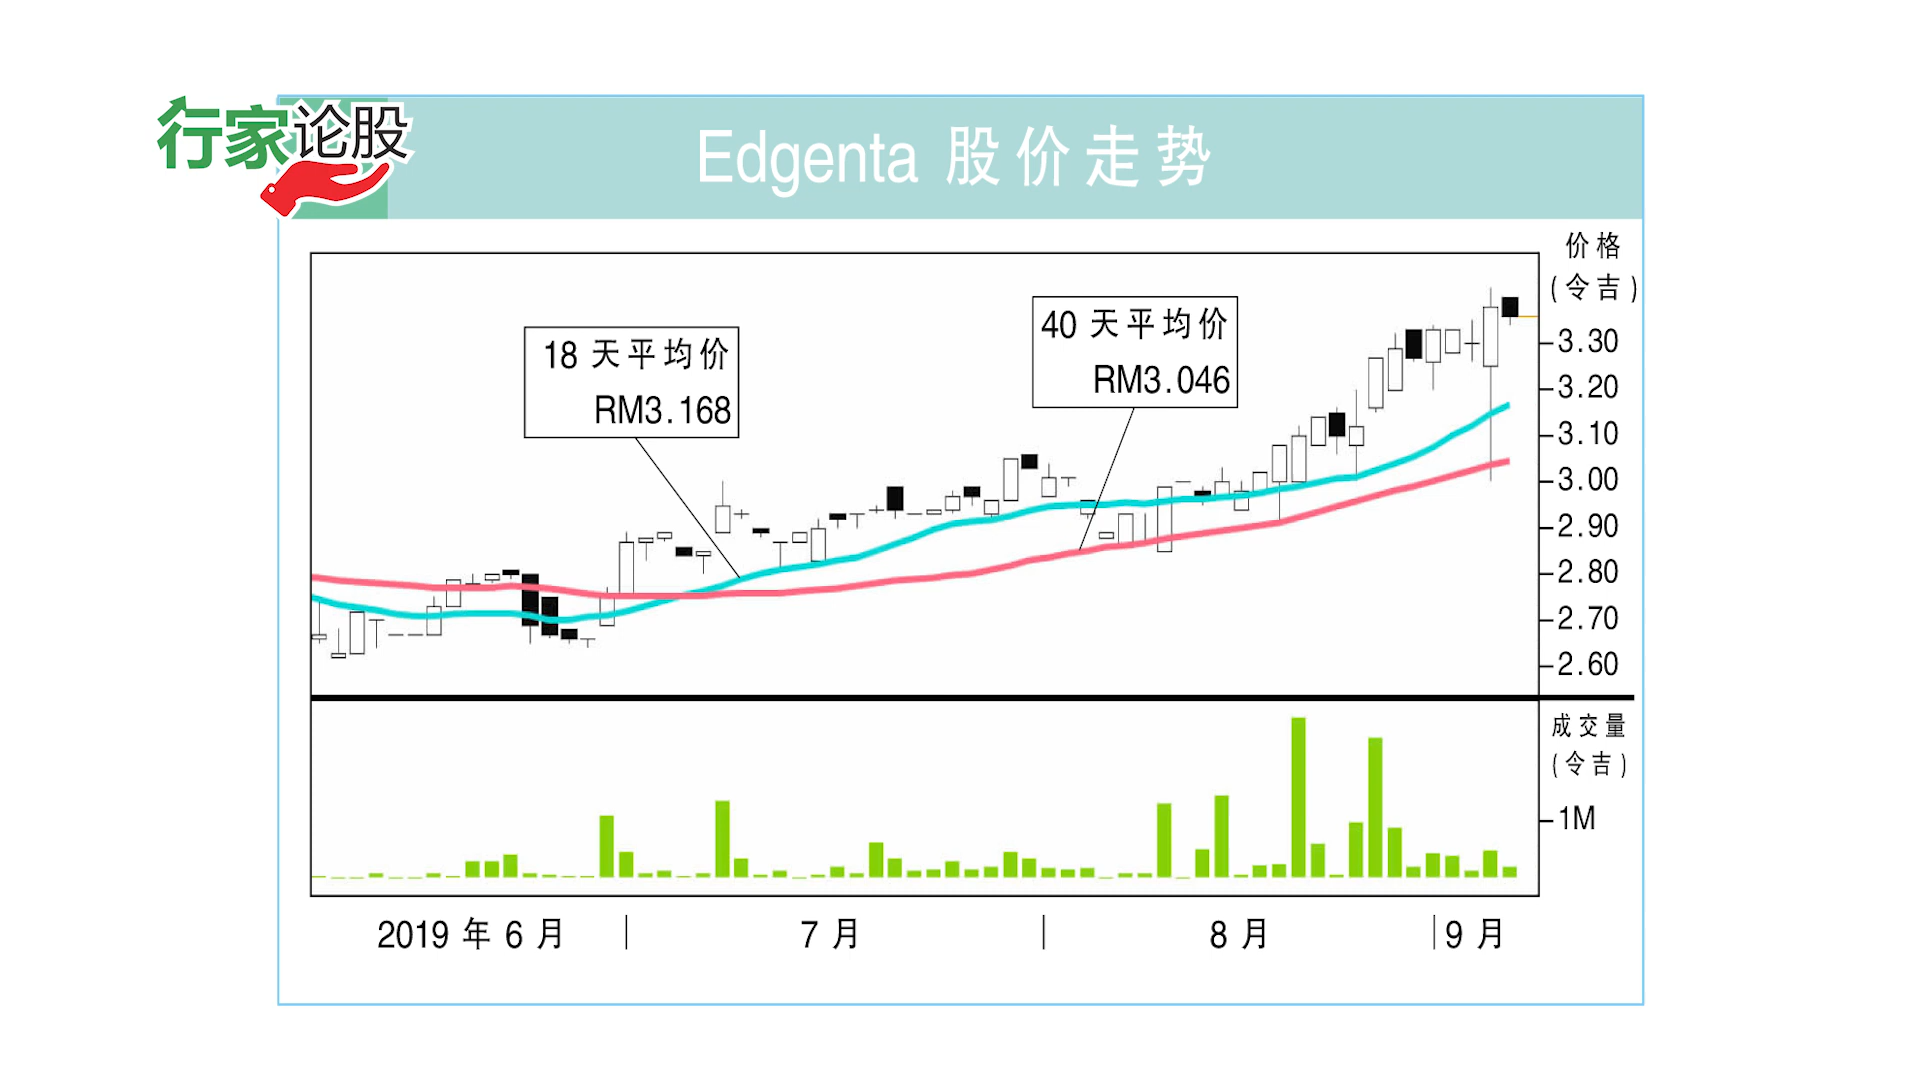 行家论股
Edgenta 股价走势
价格
(令吉)
18 天平均价
RM3.168
40 天平均价
RM3.046
3.30
3.20
3.10
3.00
2.90
2.80
2.70
2.60
成交量
(令吉)
1M
2019 年 6 月
7 月
8 月
9 月